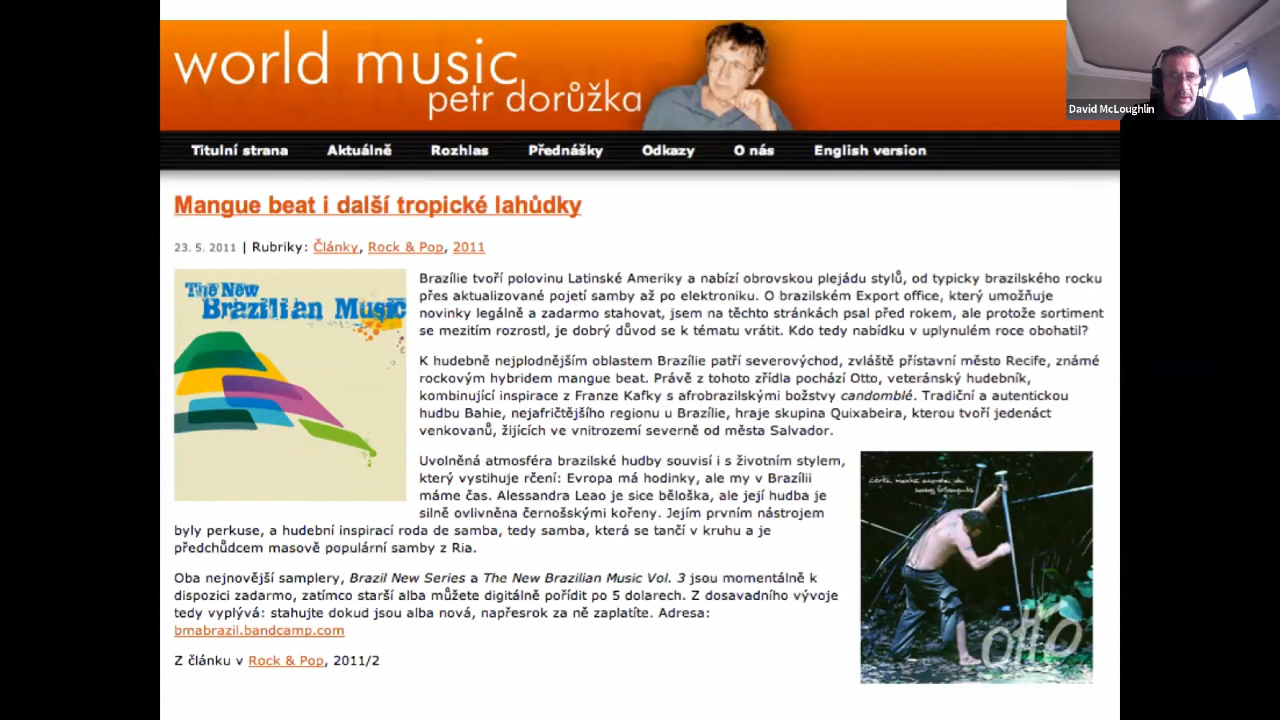 world music
petr dorůžka
David McLoughlin
Titulní strana Aktuálně Rozhlas Přednášky Odkazy O nás English version
Mangue beat i další tropické lahůdky
23. 5. 2011 | Rubriky: Články, Rock & Pop, 2011
The New
Brazilian Music
Brazílie tvoří polovinu Latinské Ameriky a nabízí obrovskou plejádu stylů, od typicky brazilského rocku
přes aktualizované pojetí samby až po elektroniku. O brazilském Export office, který umožňuje
novinky legálně a zadarmo stahovat, jsem na těchto stránkách psal před rokem, ale protože sortiment
se mezitím rozrostl, je dobrý důvod se k tématu vrátit. Kdo tedy nabídku v uplynulém roce obohatil?
K hudebně nejplodnějším oblastem Brazílie patří severovýchod, zvláště přístavní město Recife, známé
rockovým hybridem mangue beat. Právě z tohoto zřídla pochází Otto, veteránský hudebník,
kombinující inspirace z Franze Kafky s afrobrazilskými božstvy candomblé. Tradiční a autentickou
hudbu Bahie, nejafričtějšího regionu u Brazílie, hraje skupina Quixabeira, kterou tvoří jedenáct
venkovanů, žijících ve vnitrozemí severně od města Salvador.
Uvolněná atmosféra brazilské hudby souvisí i s životním stylem,
který vystihuje rčení: Evropa má hodinky, ale my v Brazílii
máme čas. Alessandra Leao je sice běloška, ale její hudba je
silně ovlivněna černošskými kořeny. Jejím prvním nástrojem
byly perkuse, a hudební inspirací roda de samba, tedy samba, která se tančí v kruhu a je
předchůdcem masově populární samby z Ria.
certa manhã acordei de
sonhos intranquilos
otto
Oba nejnovější samplery, Brazil New Series a The New Brazilian Music Vol. 3 jsou momentálně k
dispozici zadarmo, zatímco starší alba můžete digitálně pořídit po 5 dolarech. Z dosavadního vývoje
tedy vyplývá: stahujte dokud jsou alba nová, napřesrok za ně zaplatíte. Adresa:
bmabrazil.bandcamp.com
Z článku v Rock & Pop, 2011/2